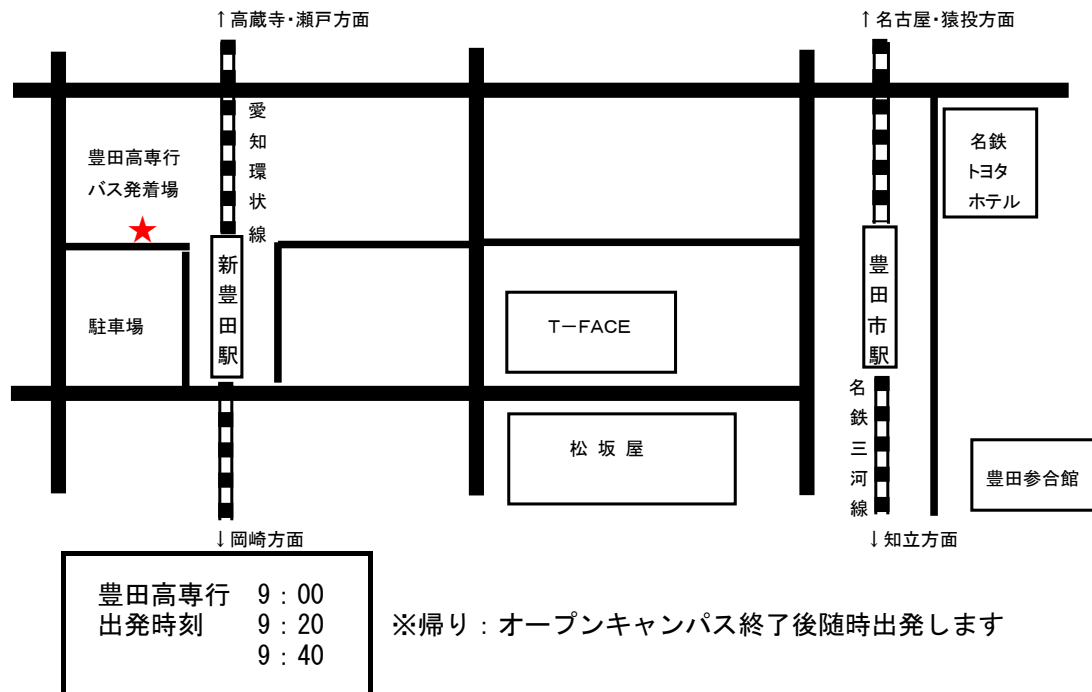 ↑高蔵寺・瀬戸方面
↑名古屋・猿投方面
愛知環状線
豊田高専行
バス発着場
名鉄
トヨタ
ホテル
新豊田駅
豊田市駅
駐車場
T－FACE
名鉄三河線
松坂屋
豊田参合館
↓岡崎方面
↓知立方面
豊田高専行 9：00
出発時刻 9：20
9：40
※帰り：オープンキャンパス終了後随時出発します